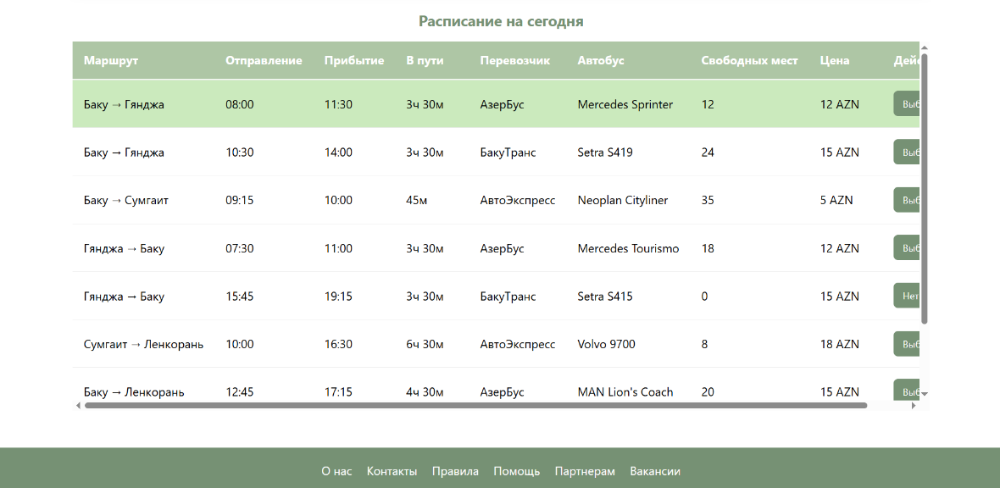 Расписание на сегодня
Маршрут Отправление Прибытие В пути Перевозчик Автобус Свободных мест Цена Дейс
Баку → Гянджа 08:00 11:30 3ч 30м АзерБус Mercedes Sprinter 12 12 AZN Выб
Баку → Гянджа 10:30 14:00 3ч 30м БакуТранс Setra S419 24 15 AZN Выб
Баку → Сумгаит 09:15 10:00 45м АвтоЭкспресс Neoplan Cityliner 35 5 AZN Выб
Гянджа → Баку 07:30 11:00 3ч 30м АзерБус Mercedes Tourismo 18 12 AZN Выб
Гянджа → Баку 15:45 19:15 3ч 30м БакуТранс Setra S415 0 15 AZN Нет
Сумгаит → Ленкорань 10:00 16:30 6ч 30м АвтоЭкспресс Volvo 9700 8 18 AZN Выб
Баку → Ленкорань 12:45 17:15 4ч 30м АзерБус MAN Lion's Coach 20 15 AZN Выб
О нас Контакты Правила Помощь Партнерам Вакансии